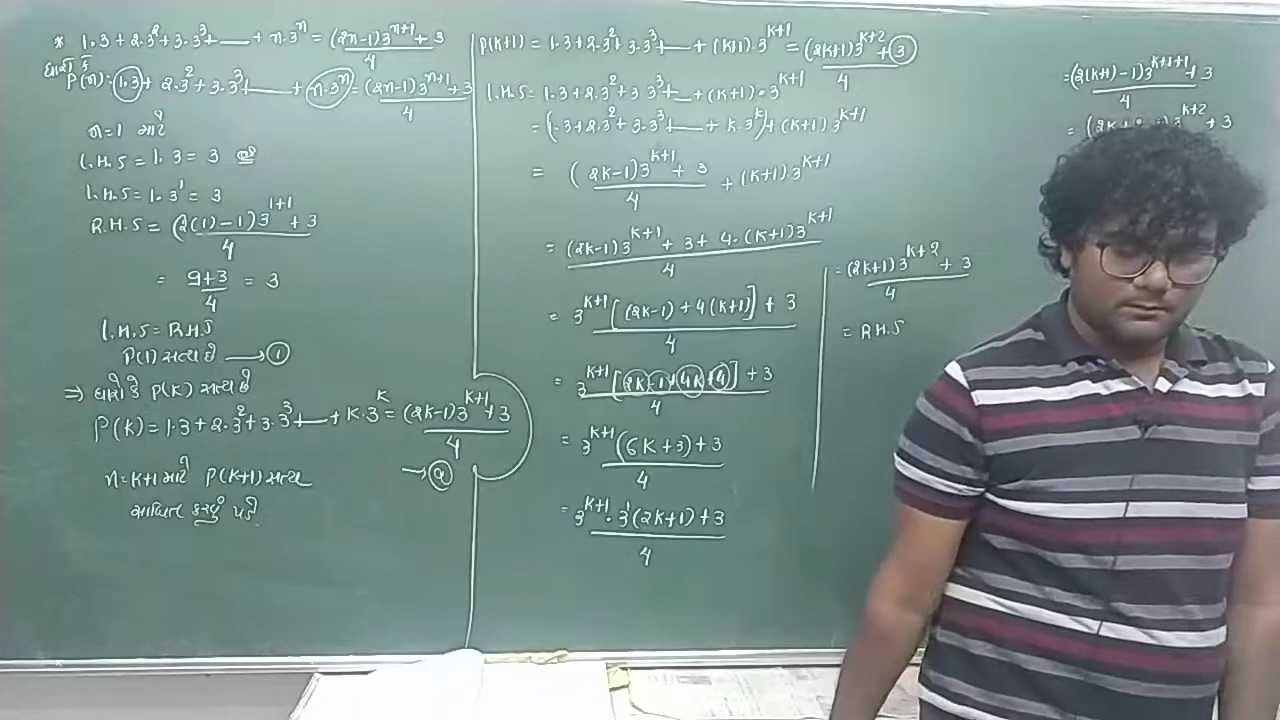 * 1.3 + 2.3² + 3.3³ + — + n.3ⁿ = (2n-1)3ⁿ⁺¹ + 3 / 4
ધારો કે
P(n): 1.3 + 2.3² + 3.3³ + — + n.3ⁿ = (2n-1)3ⁿ⁺¹ + 3 / 4
n=1 માટે
L.H.S = 1.3 = 3
L.H.S = 1.3¹ = 3
R.H.S = (2(1)-1)3¹⁺¹ + 3 / 4
= 9+3 / 4 = 3
L.H.S = R.H.S
P(1) સત્ય છે → ①
⇒ ધારો કે P(k) સત્ય છે
P(k) = 1.3 + 2.3² + 3.3³ + — + k.3ᵏ = (2k-1)3ᵏ⁺¹ + 3 / 4
→ ②
n = k+1 માટે P(k+1) સત્ય
સાબિત કરવું પડે.
P(k+1) = 1.3 + 2.3² + 3.3³ + — + (k+1).3ᵏ⁺¹ = (2k+1)3ᵏ⁺² + 3 / 4
L.H.S = 1.3 + 2.3² + 3.3³ + — + (k+1).3ᵏ⁺¹
= (1.3 + 2.3² + 3.3³ + — + k.3ᵏ) + (k+1)3ᵏ⁺¹
= (2k-1)3ᵏ⁺¹ + 3 / 4 + (k+1)3ᵏ⁺¹
= (2k-1)3ᵏ⁺¹ + 3 + 4.(k+1)3ᵏ⁺¹ / 4
= 3ᵏ⁺¹[(2k-1) + 4(k+1)] + 3 / 4
= 3ᵏ⁺¹[2k-1+4k+4] + 3 / 4
= 3ᵏ⁺¹(6k+3) + 3 / 4
= 3ᵏ⁺¹.3¹(2k+1) + 3 / 4
= (2k+1)3ᵏ⁺² + 3 / 4
= R.H.S
= (2(k+1)-1)3ᵏ⁺¹⁺¹ + 3 / 4
= (2k+2-1)3ᵏ⁺² + 3